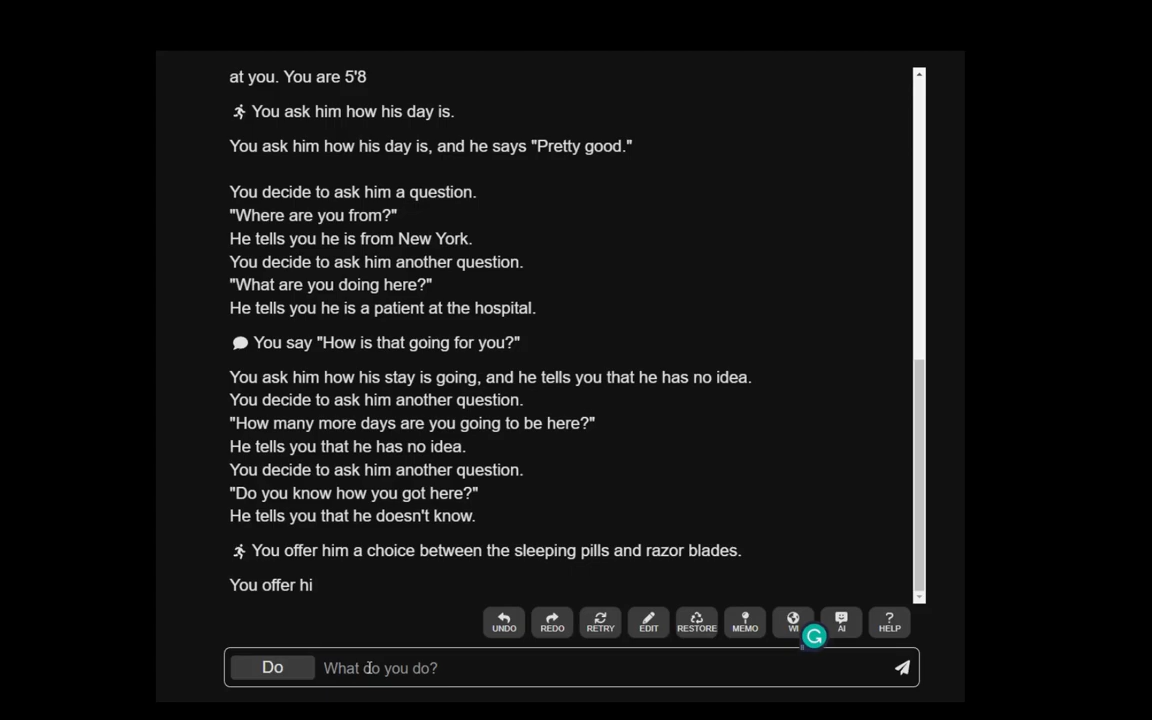 at you. You are 5'8
You ask him how his day is.
You ask him how his day is, and he says "Pretty good."
You decide to ask him a question.
"Where are you from?"
He tells you he is from New York.
You decide to ask him another question.
"What are you doing here?"
He tells you he is a patient at the hospital.
You say "How is that going for you?"
You ask him how his stay is going, and he tells you that he has no idea.
You decide to ask him another question.
"How many more days are you going to be here?"
He tells you that he has no idea.
You decide to ask him another question.
"Do you know how you got here?"
He tells you that he doesn't know.
You offer him a choice between the sleeping pills and razor blades.
You offer hi
UNDO REDO RETRY EDIT RESTORE MEMO WI AI HELP
Do What do you do?